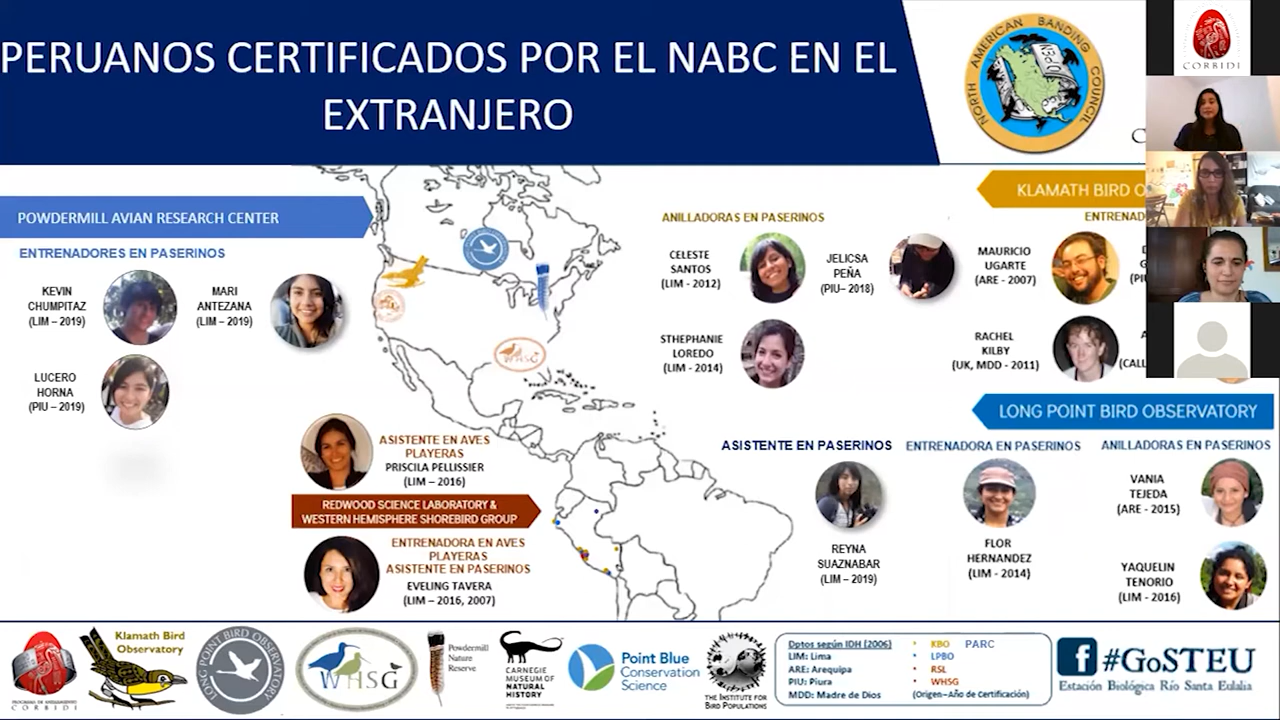 PERUANOS CERTIFICADOS POR EL NABC EN EL
EXTRANJERO
NORTH AMERICAN BANDING COUNCIL
CORBIDI
POWDERMILL AVIAN RESEARCH CENTER
ENTRENADORES EN PASERINOS
KEVIN
CHUMPITAZ
(LIM – 2019)
MARI
ANTEZANA
(LIM – 2019)
LUCERO
HORNA
(PIU – 2019)
WHSG
ASISTENTE EN AVES
PLAYERAS
PRISCILA PELLISSIER
(LIM – 2016)
REDWOOD SCIENCE LABORATORY &
WESTERN HEMISPHERE SHOREBIRD GROUP
ENTRENADORA EN AVES
PLAYERAS
ASISTENTE EN PASERINOS
EVELING TAVERA
(LIM – 2016, 2007)
ANILLADORAS EN PASERINOS
CELESTE
SANTOS
(LIM - 2012)
JELICSA
PEÑA
(PIU– 2018)
STHEPHANIE
LOREDO
(LIM - 2014)
KLAMATH BIRD O
ENTRENAD
MAURICIO
UGARTE
(ARE – 2007)
(PIU
RACHEL
KILBY
(UK, MDD - 2011)
(CALL
LONG POINT BIRD OBSERVATORY
ASISTENTE EN PASERINOS
REYNA
SUAZNABAR
(LIM – 2019)
ENTRENADORA EN PASERINOS
FLOR
HERNANDEZ
(LIM - 2014)
ANILLADORAS EN PASERINOS
VANIA
TEJEDA
(ARE - 2015)
YAQUELIN
TENORIO
(LIM - 2016)
CORBIDI
Klamath Bird
Observatory
LONG POINT BIRD OBSERVATORY
WHSG
Powdermill
Nature
Reserve
CARNEGIE
MUSEUM OF
NATURAL
HISTORY
Point Blue
Conservation
Science
THE INSTITUTE FOR
BIRD POPULATIONS
Dptos según IDH (2006)
LIM: Lima
ARE: Arequipa
PIU: Piura
MDD: Madre de Dios
• KBO PARC
• LPBO
• RSL
• WHSG
(Origen–Año de Certificación)
#GoSTEU
Estación Biológica Río Santa Eulalia